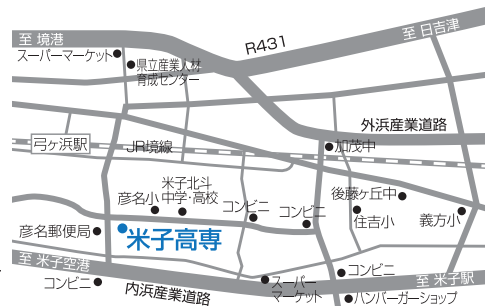 至 境港
スーパーマーケット
県立産業人材
育成センター
R431
至 日吉津
外浜産業道路
弓ヶ浜駅
JR境線
加茂中
米子北斗
中学・高校
彦名小
コンビニ
コンビニ
後藤ヶ丘中
住吉小
義方小
彦名郵便局
米子高専
至 米子空港
コンビニ
内浜産業道路
スーパー
マーケット
コンビニ
ハンバーガーショップ
至 米子駅